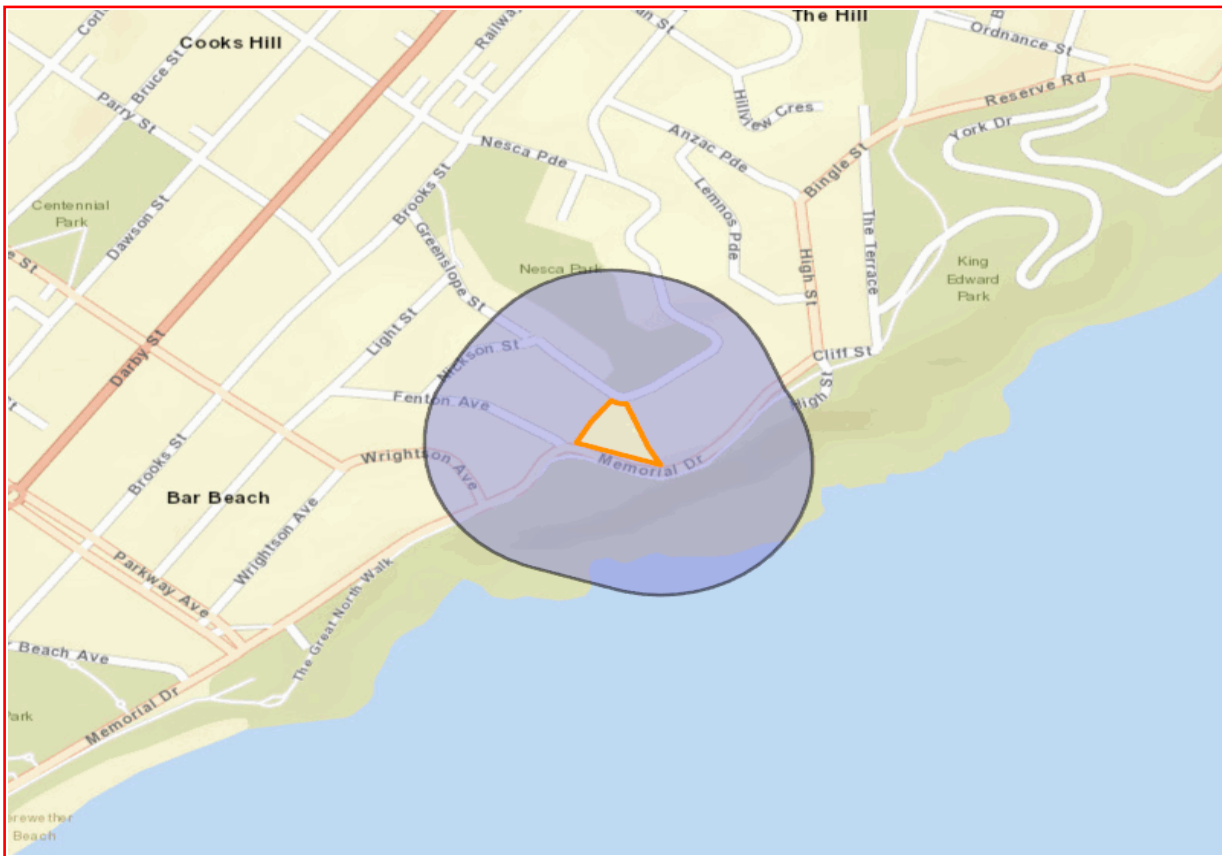 The Hill
Cooks Hill
Railway
Ordnance St
Bruce St
Parry St
Hillview Cres
Reserve Rd
York Dr
Anzac Pde
Nesca Pde
Bingle St
Lemnos Pde
Brooks St
Centennial
Park
Dawson St
Greenslope St
The Terrace
High St
King
Edward
Park
Nesca Park
Light St
Darby St
Nickson St
Cliff St
High St
Fenton Ave
Memorial Dr
Wrightson Ave
Brooks St
Bar Beach
Wrightson Ave
Parkway Ave
The Great North Walk
Beach Ave
Memorial Dr
Beach